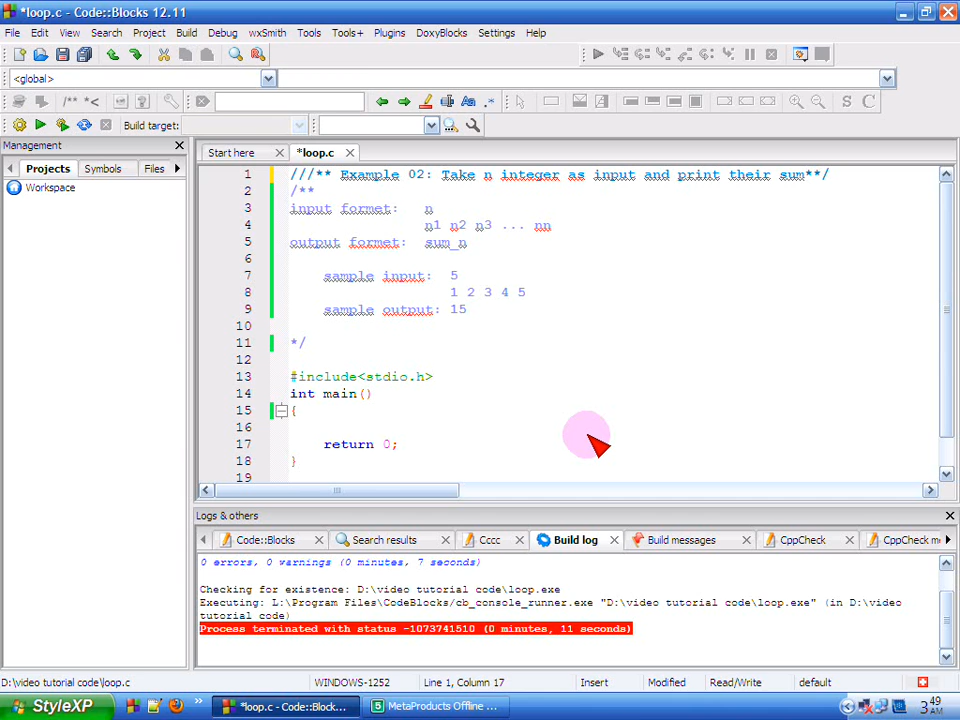 *loop.c - Code::Blocks 12.11
File Edit View Search Project Build Debug wxSmith Tools Tools+ Plugins DoxyBlocks Settings Help
<global>
/** *<
Aa .* S C
Build target:
Management
Start here *loop.c
Projects Symbols Files
Workspace
1 ///** Example 02: Take n integer as input and print their sum**/
2 /**
3 input formet: n
4 n1 n2 n3 ... nn
5 output formet: sum_n
6
7 sample input: 5
8 1 2 3 4 5
9 sample output: 15
10
11 */
12
13 #include<stdio.h>
14 int main()
15 {
16
17 return 0;
18 }
19
Logs & others
Code::Blocks Search results Cccc Build log Build messages CppCheck CppCheck me
0 errors, 0 warnings (0 minutes, 7 seconds)
Checking for existence: D:\video tutorial code\loop.exe
Executing: L:\Program Files\CodeBlocks/cb_console_runner.exe "D:\video tutorial code\loop.exe" (in D:\video
tutorial code)
Process terminated with status -1073741510 (0 minutes, 11 seconds)
D:\video tutorial code\loop.c WINDOWS-1252 Line 1, Column 17 Insert Modified Read/Write default
StyleXP *loop.c - Code::Block... MetaProducts Offline ... 3 49 AM